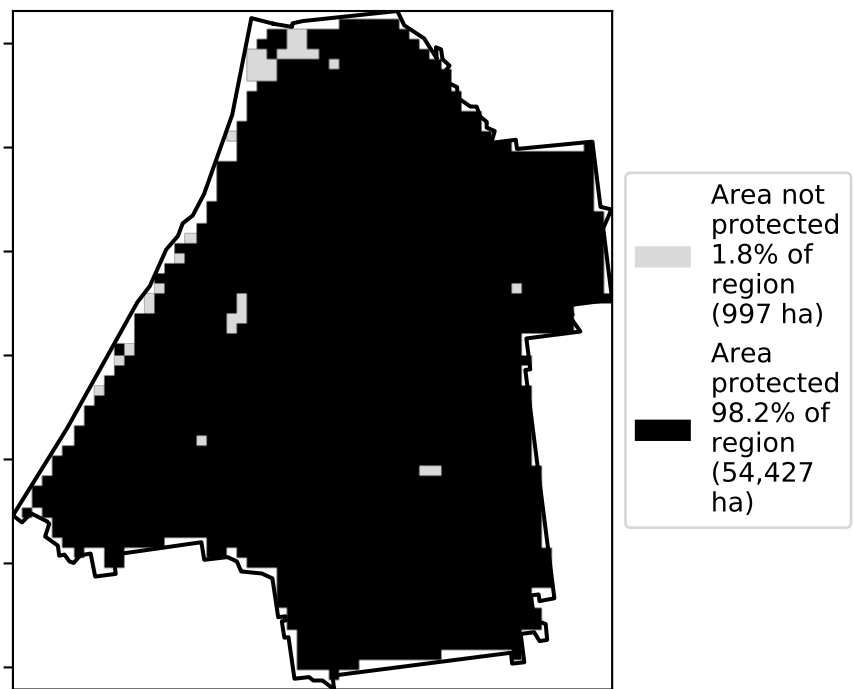 Area not
protected
1.8% of
region
(997 ha)
Area
protected
98.2% of
region
(54,427
ha)